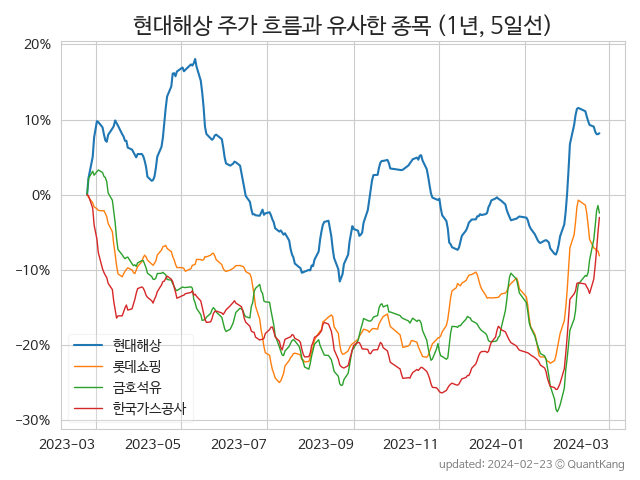 현대해상 주가 흐름과 유사한 종목 (1년, 5일선)
20%
10%
0%
−10%
−20%
−30%
현대해상
롯데쇼핑
금호석유
한국가스공사
2023−03
2023−05
2023−07
2023−09
2023−11
2024−01
2024−03
updated: 2024−02−23 © QuantKang